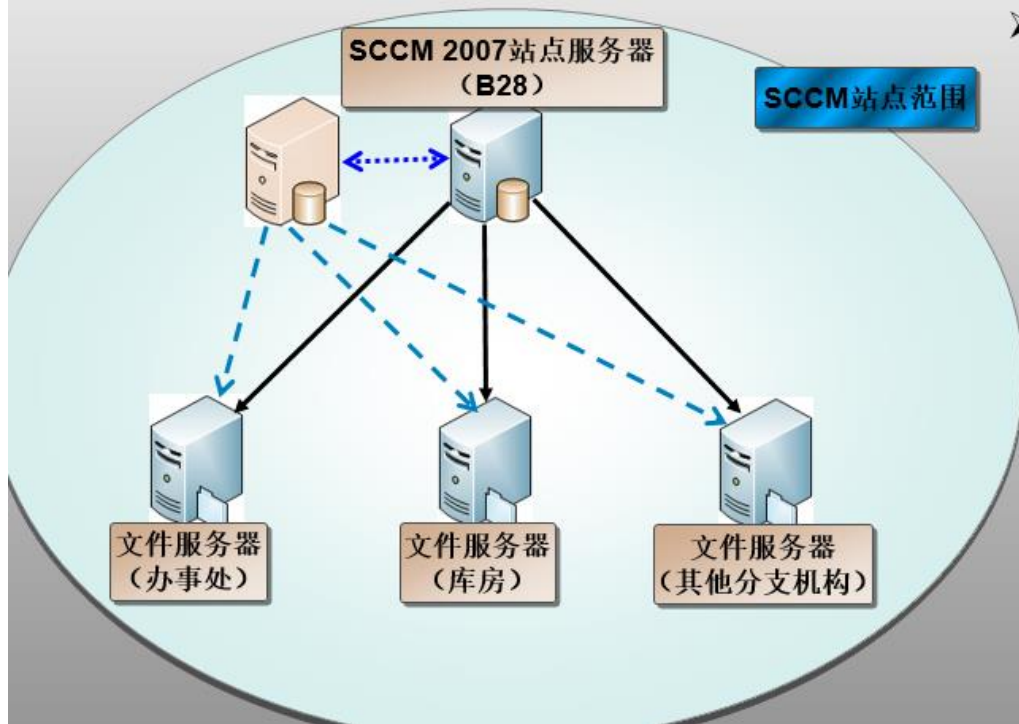 SCCM 2007站点服务器
（B28）
SCCM站点范围
文件服务器
（办事处）
文件服务器
（库房）
文件服务器
（其他分支机构）